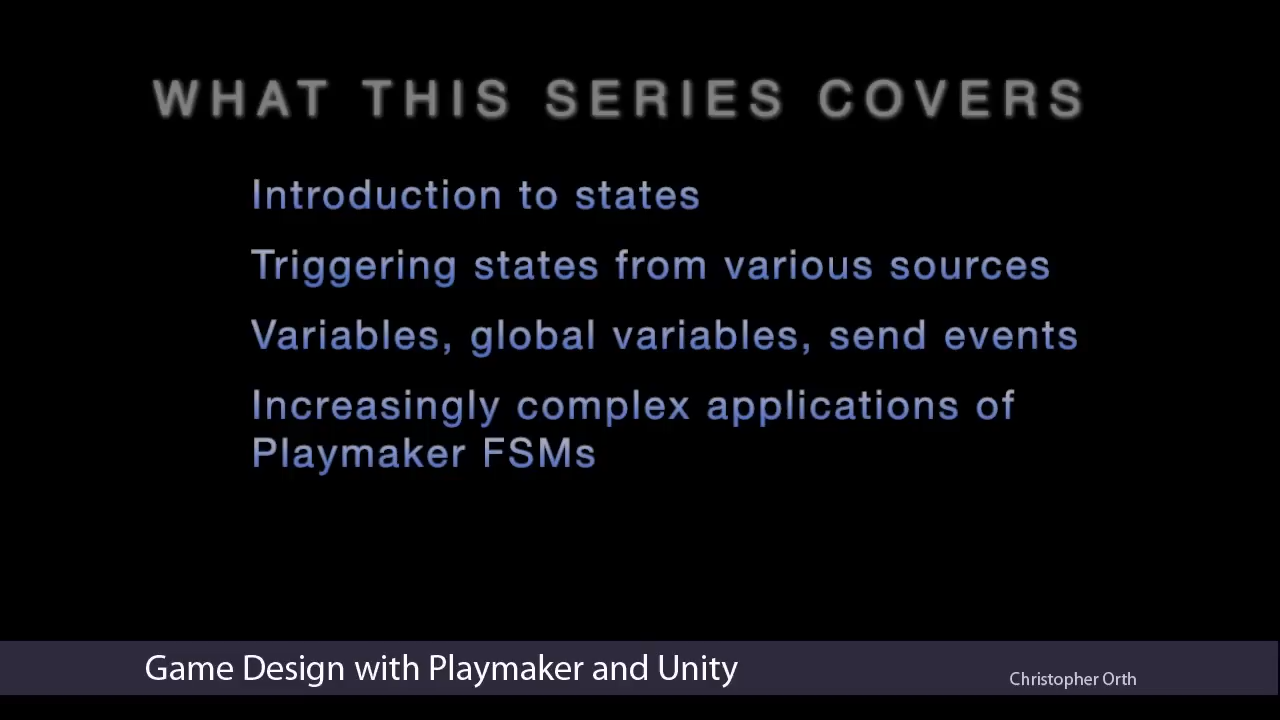 WHAT THIS SERIES COVERS
Introduction to states
Triggering states from various sources
Variables, global variables, send events
Increasingly complex applications of
Playmaker FSMs
Game Design with Playmaker and Unity
Christopher Orth